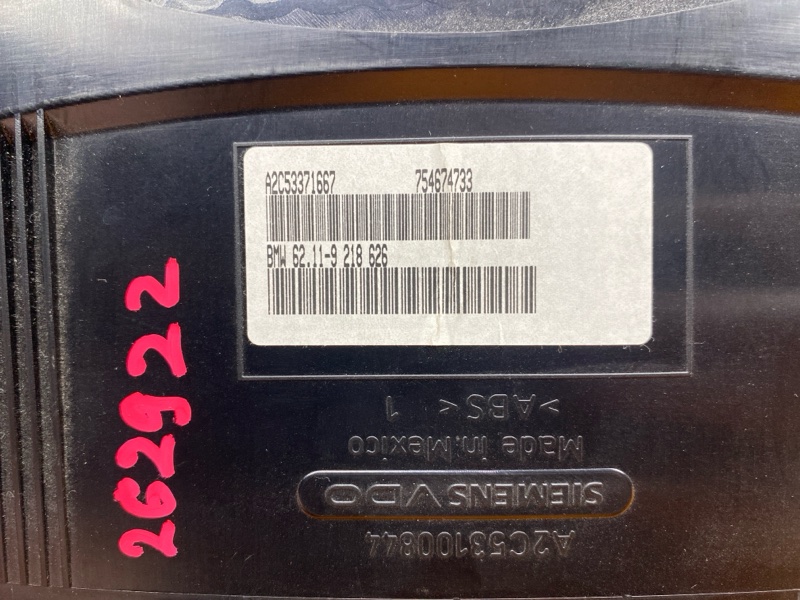 A2C53371667 754674733
BMW 62.11-9 218 626
262922
>ABS< 1
Made in Mexico
SIEMENS VDO
A2C53100844